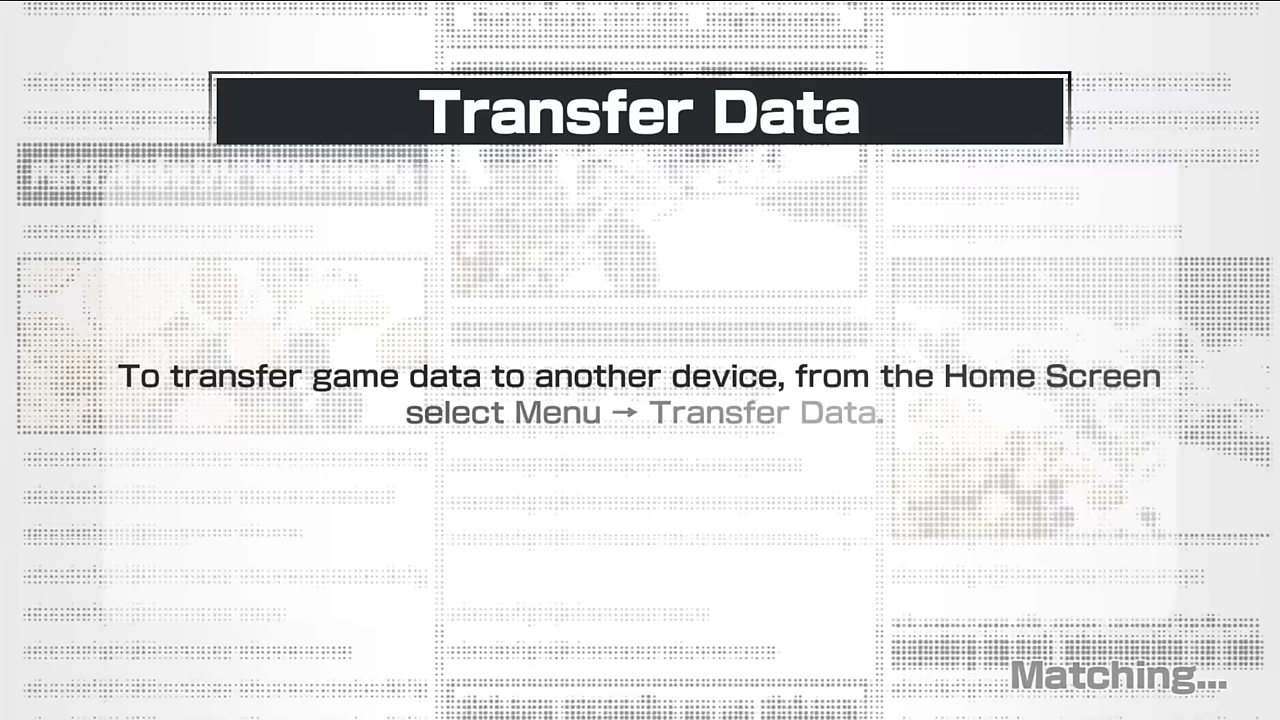 Transfer Data
To transfer game data to another device, from the Home Screen
select Menu → Transfer Data.
Matching...